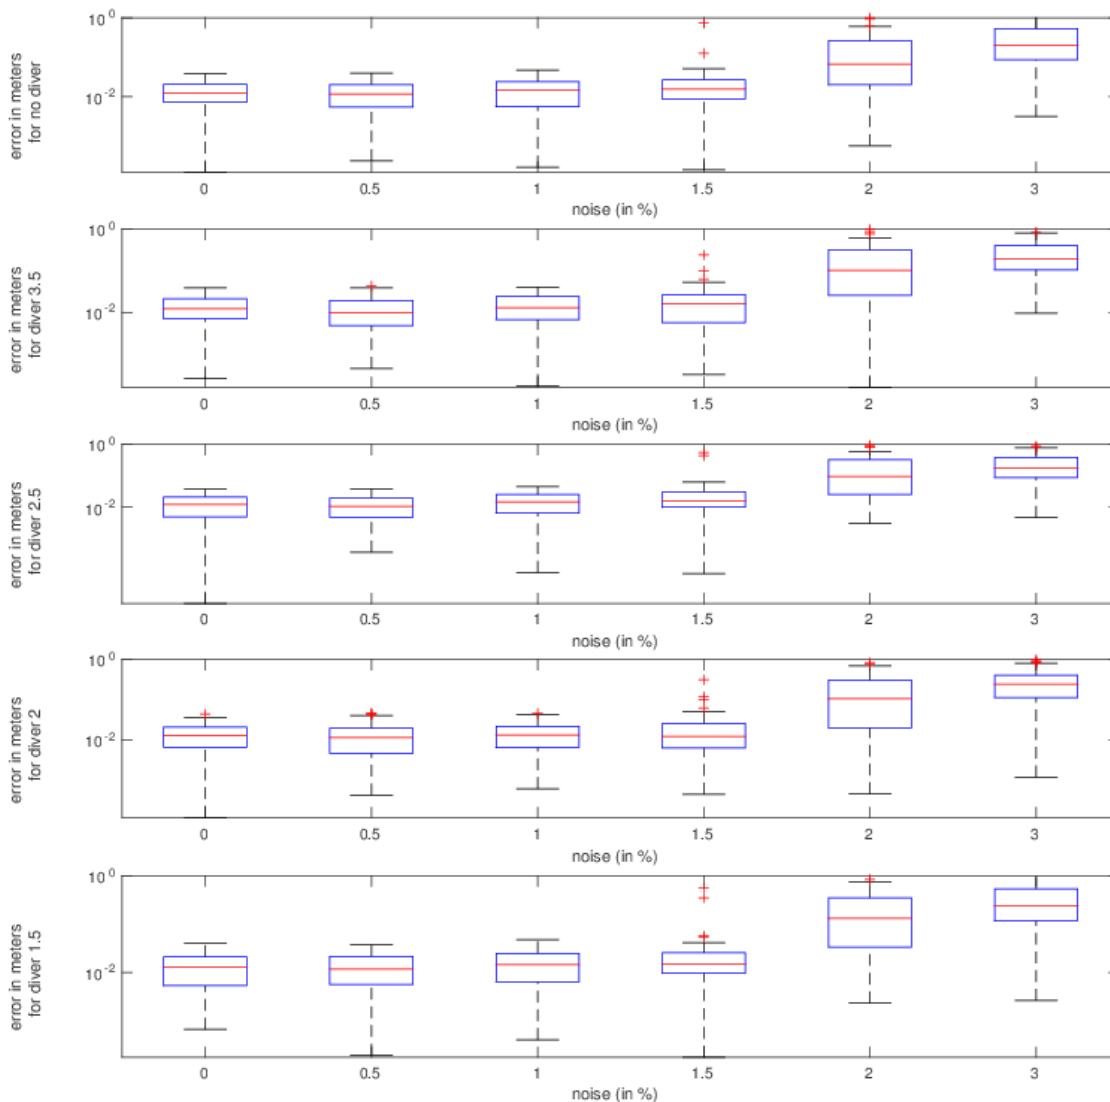 error in meters
for no diver
10^0
10^-2
0 0.5 1 1.5 2 3
noise (in %)
error in meters
for diver 3.5
10^0
10^-2
0 0.5 1 1.5 2 3
noise (in %)
error in meters
for diver 2.5
10^0
10^-2
0 0.5 1 1.5 2 3
noise (in %)
error in meters
for diver 2
10^0
10^-2
0 0.5 1 1.5 2 3
noise (in %)
error in meters
for diver 1.5
10^0
10^-2
0 0.5 1 1.5 2 3
noise (in %)